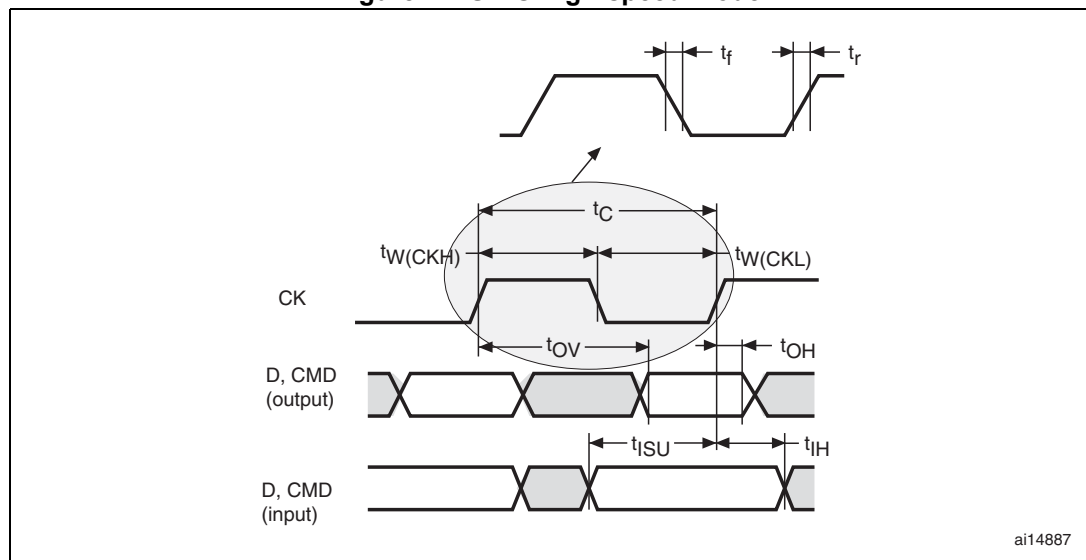 tf
tr
tC
tW(CKH)
tW(CKL)
CK
tOV
tOH
D, CMD
(output)
tISU
tIH
D, CMD
(input)
ai14887